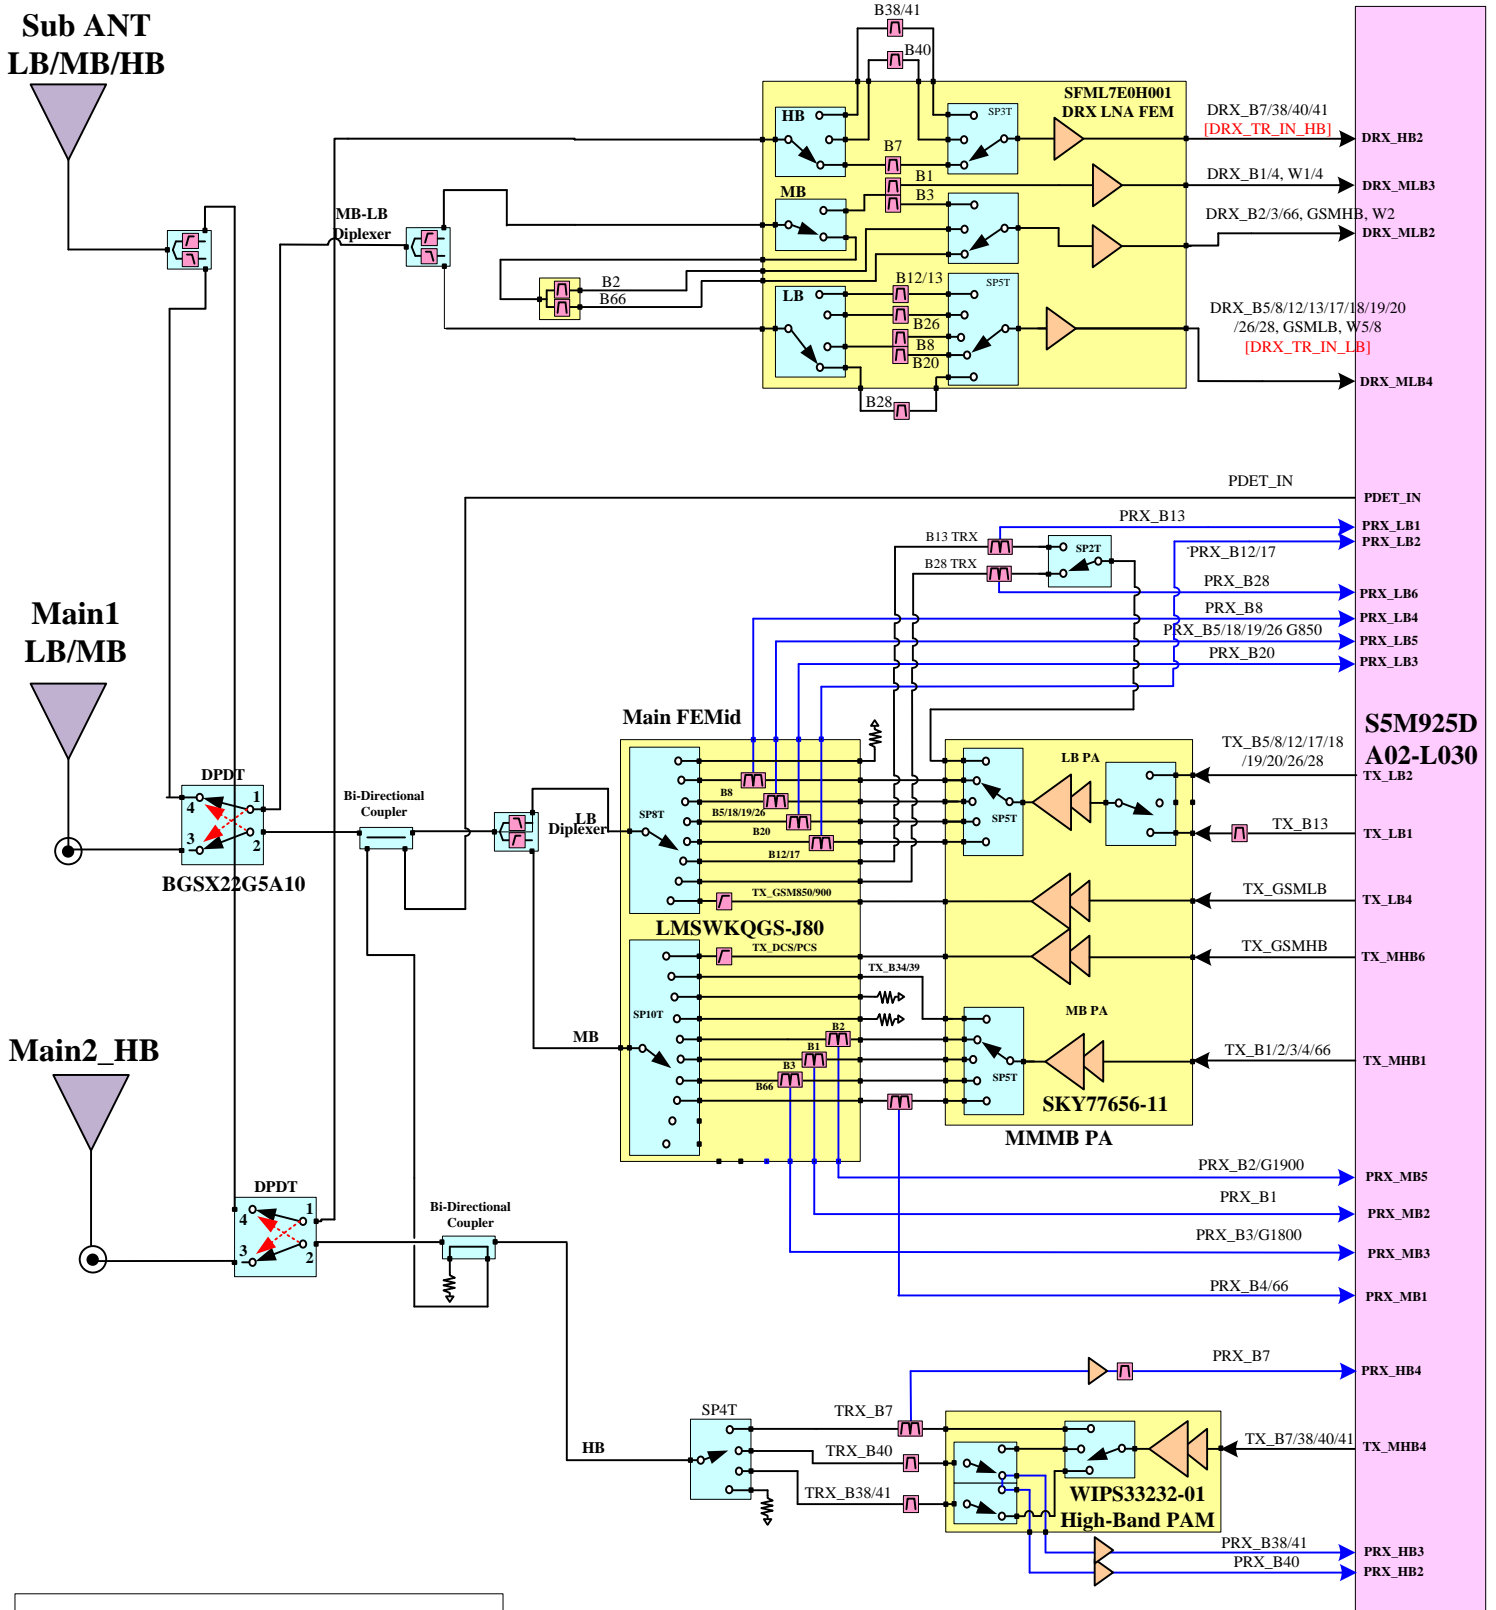 Sub ANT
LB/MB/HB
B38/41
B40
SFML7E0H001
DRX LNA FEM
HB
SP3T
DRX_B7/38/40/41
[DRX_TR_IN_HB]
DRX_HB2
B7
B1
DRX_B1/4, W1/4
DRX_MLB3
MB
B3
MB-LB
Diplexer
DRX_B2/3/66, GSMHB, W2
DRX_MLB2
B2
B66
B12/13
SP5T
LB
B26
B8
B20
DRX_B5/8/12/13/17/18/19/20
/26/28, GSMLB, W5/8
[DRX_TR_IN_LB]
DRX_MLB4
B28
PDET_IN
PDET_IN
PRX_B13
PRX_LB1
B13 TRX
SP2T
PRX_B12/17
PRX_LB2
B28 TRX
PRX_B28
PRX_LB6
Main1
LB/MB
PRX_B8
PRX_LB4
PRX_B5/18/19/26 G850
PRX_LB5
PRX_B20
PRX_LB3
Main FEMid
S5M925D
A02-L030
DPDT
1
4
3
2
BGSX22G5A10
Bi-Directional
Coupler
LB
Diplexer
SP8T
B8
B5/18/19/26
B20
B12/17
TX_GSM850/900
LMSWKQGS-J80
LB PA
SP5T
TX_B5/8/12/17/18
/19/20/26/28
TX_LB2
TX_B13
TX_LB1
TX_GSMLB
TX_LB4
TX_DCS/PCS
TX_GSMHB
TX_MHB6
TX_B34/39
SP10T
MB
B2
B1
B3
B66
MB PA
SP5T
SKY77656-11
MMMB PA
TX_B1/2/3/4/66
TX_MHB1
Main2_HB
PRX_B2/G1900
PRX_MB5
PRX_B1
PRX_MB2
PRX_B3/G1800
PRX_MB3
PRX_B4/66
PRX_MB1
DPDT
1
4
3
2
Bi-Directional
Coupler
PRX_B7
PRX_HB4
SP4T
HB
TRX_B7
TRX_B40
TRX_B38/41
TX_B7/38/40/41
TX_MHB4
WIPS33232-01
High-Band PAM
PRX_B38/41
PRX_HB3
PRX_B40
PRX_HB2